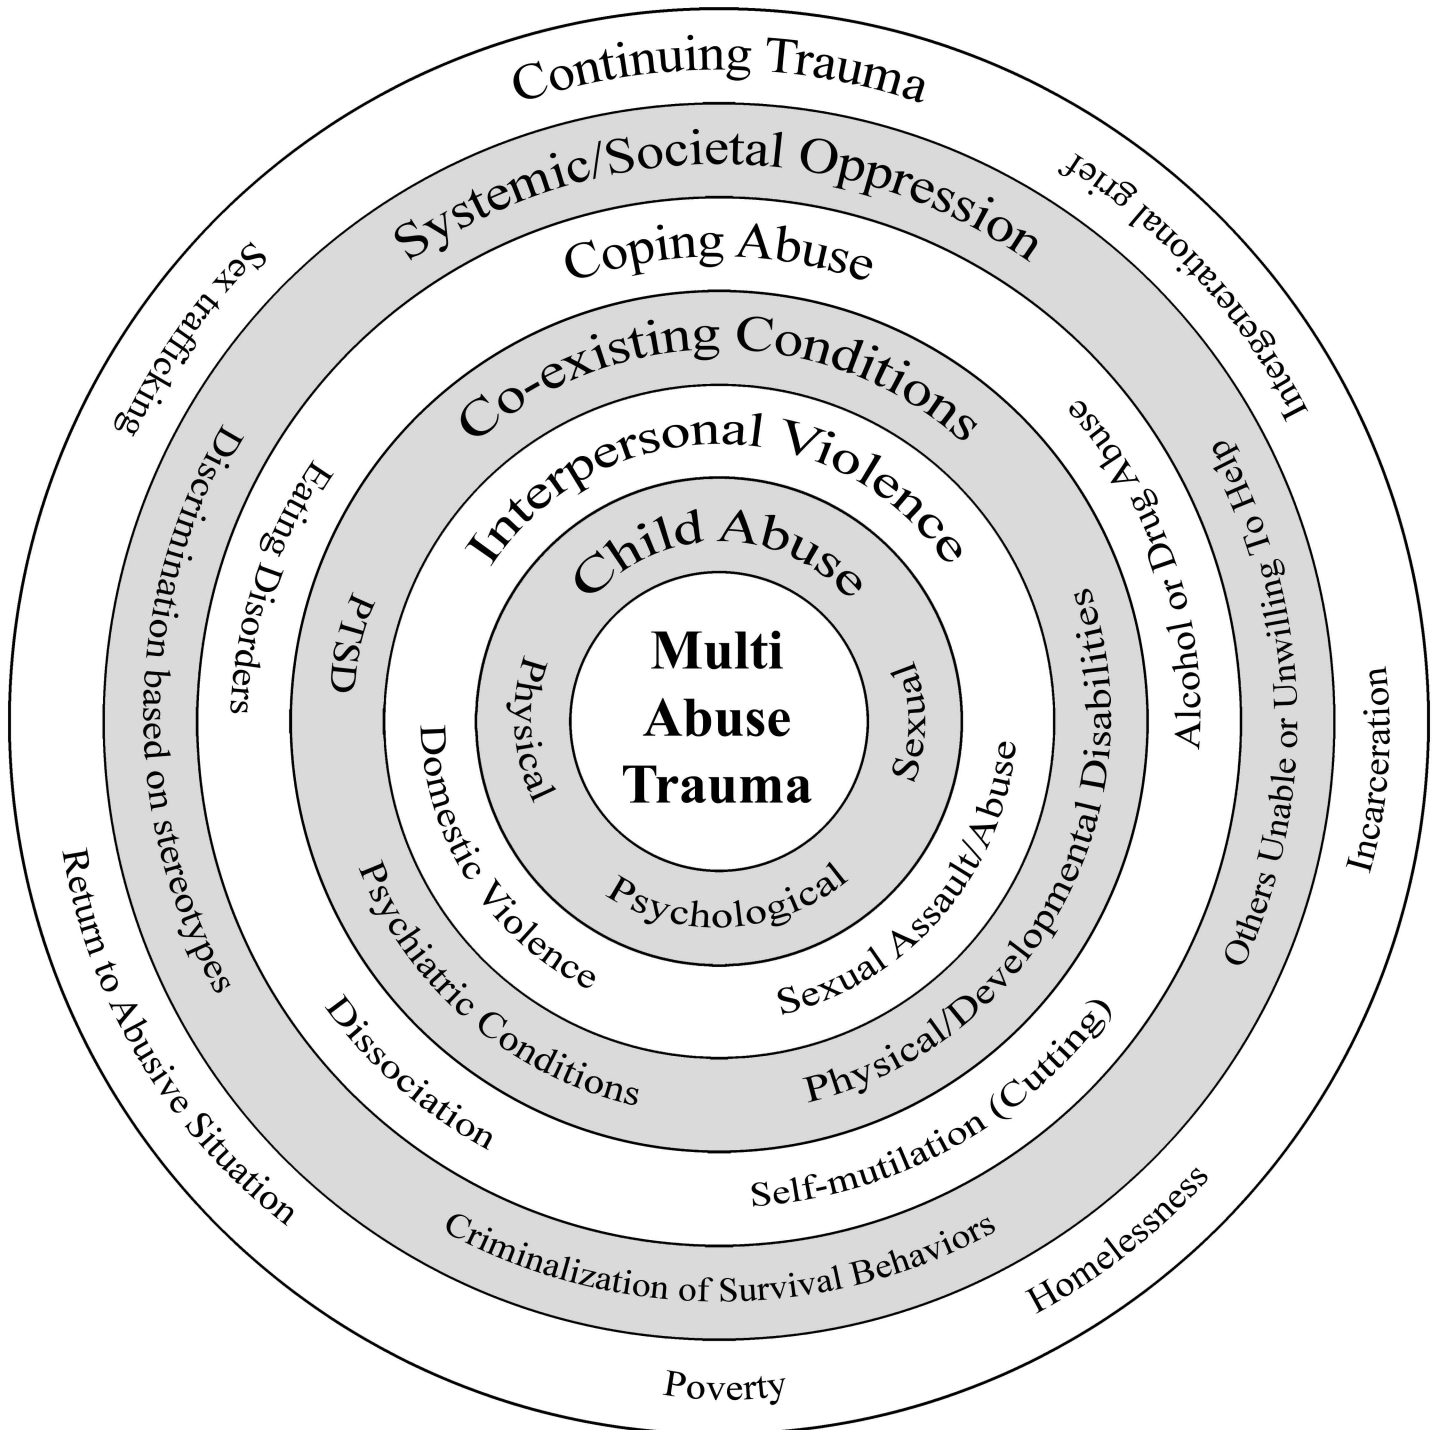 Continuing Trauma
Intergenerational grief
Incarceration
Homelessness
Poverty
Return to Abusive Situation
Sex trafficking
Systemic/Societal Oppression
Others Unable or Unwilling To Help
Criminalization of Survival Behaviors
Discrimination based on stereotypes
Coping Abuse
Alcohol or Drug Abuse
Self-mutilation (Cutting)
Dissociation
Eating Disorders
Co-existing Conditions
Physical/Developmental Disabilities
Psychiatric Conditions
PTSD
Interpersonal Violence
Sexual Assault/Abuse
Domestic Violence
Child Abuse
Sexual
Psychological
Physical
Multi
Abuse
Trauma